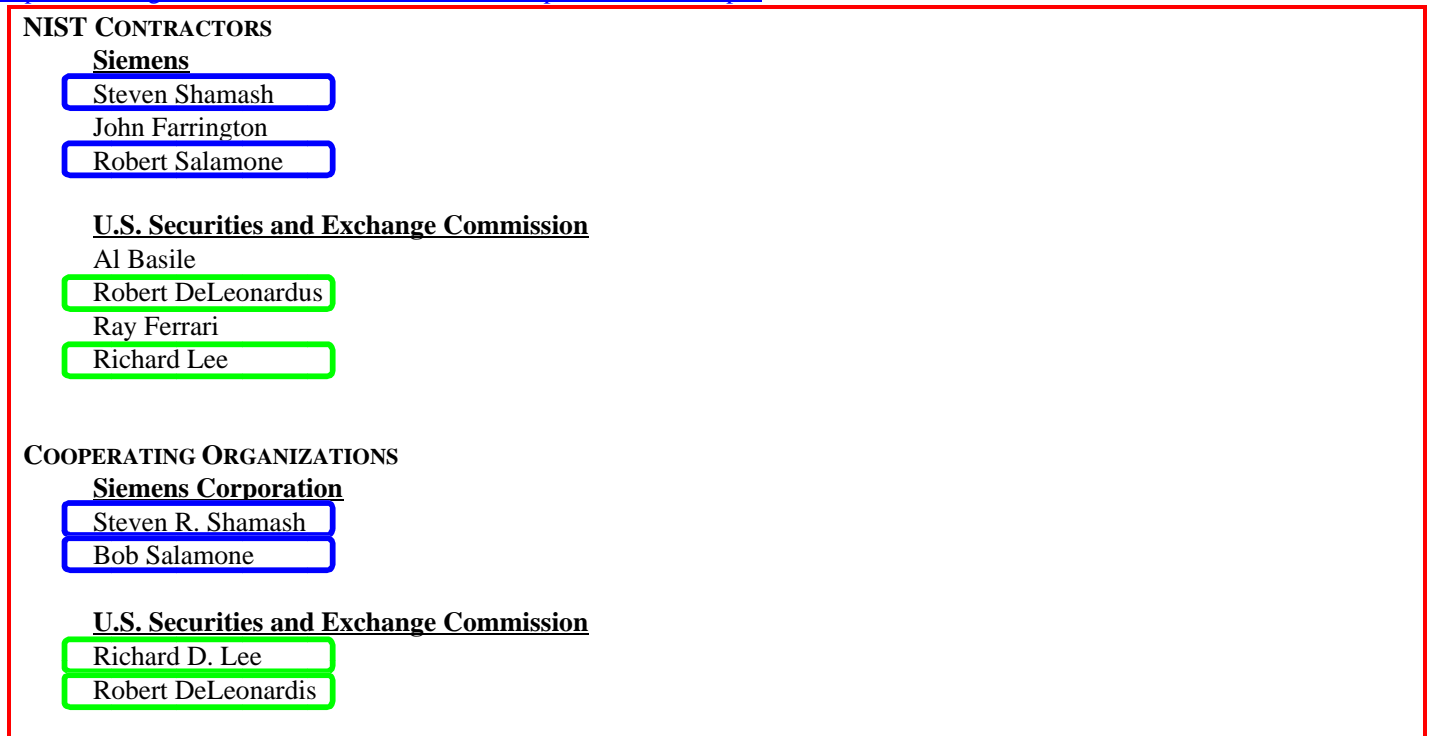 NIST CONTRACTORS
Siemens
Steven Shamash
John Farrington
Robert Salamone
U.S. Securities and Exchange Commission
Al Basile
Robert DeLeonardus
Ray Ferrari
Richard Lee
COOPERATING ORGANIZATIONS
Siemens Corporation
Steven R. Shamash
Bob Salamone
U.S. Securities and Exchange Commission
Richard D. Lee
Robert DeLeonardis